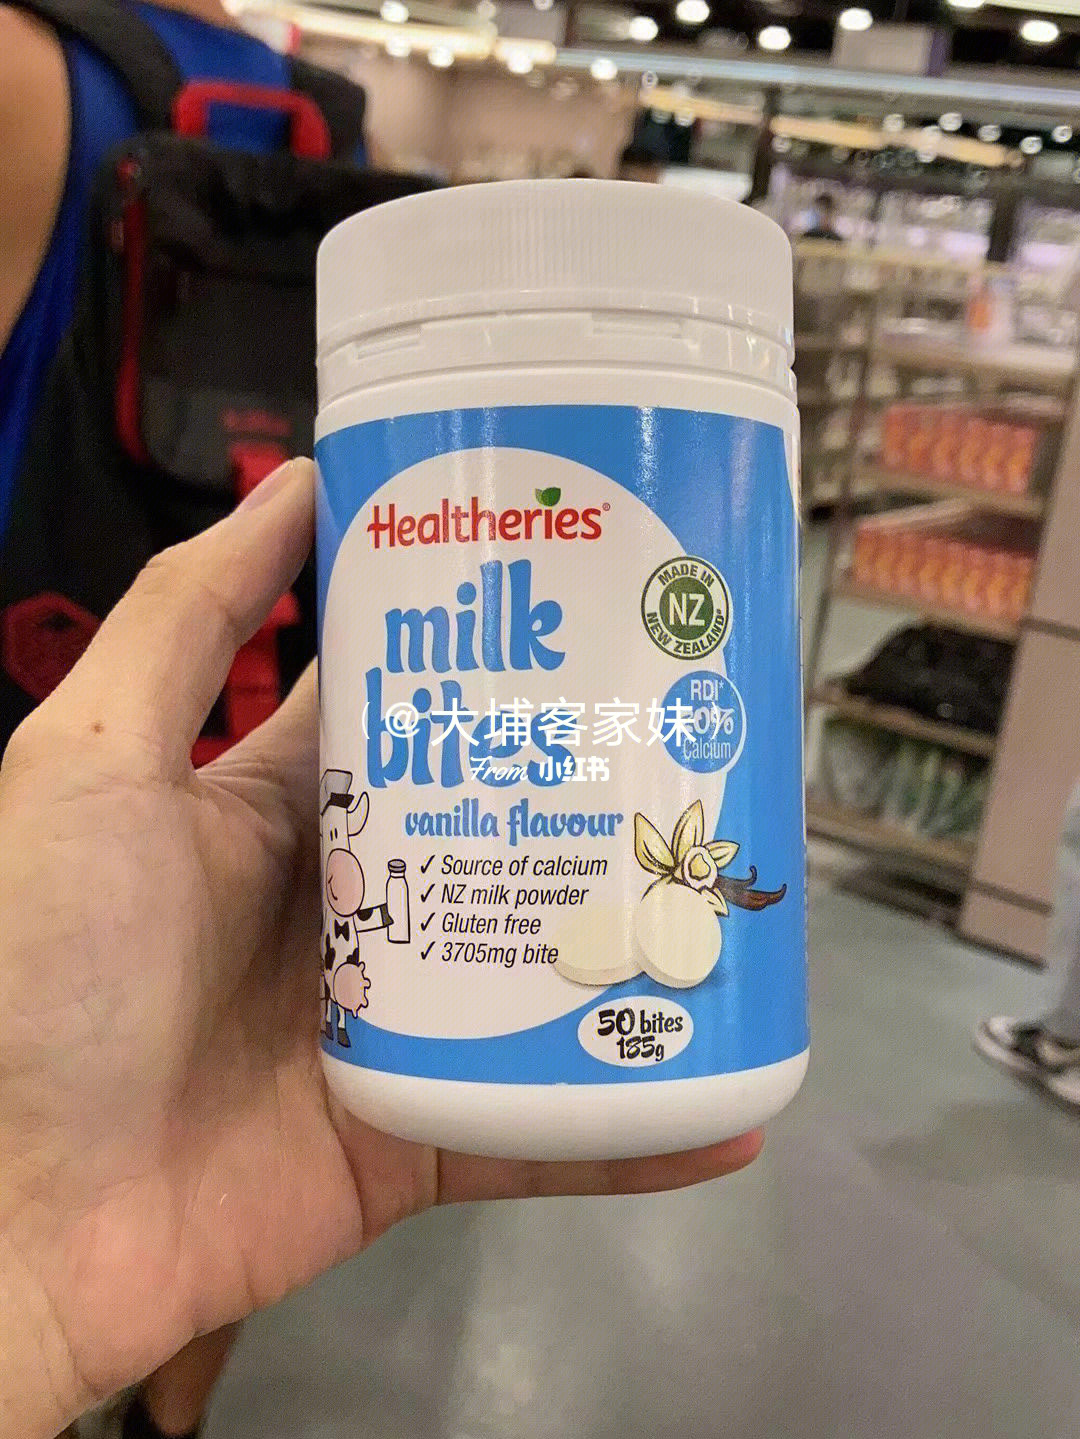 Healtheries®
milk
bites
vanilla flavour
✓ Source of calcium
✓ NZ milk powder
✓ Gluten free
✓ 3705mg bite
MADE IN
NZ
NEW ZEALAND
RDI*
Calcium
50 bites
185g
(@大埔客家妹)
From 小红书